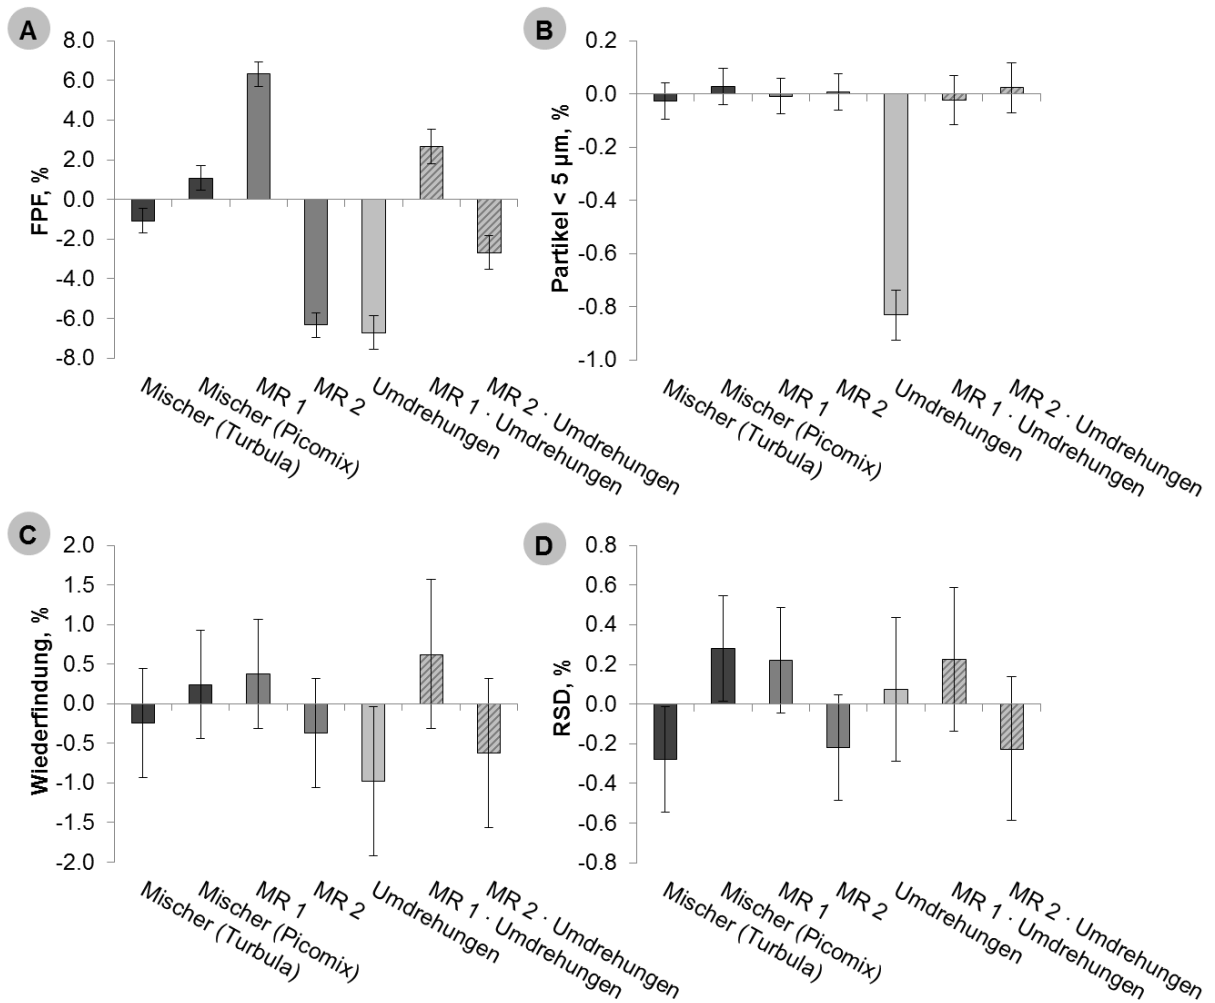 A
8.0
6.0
4.0
2.0
0.0
-2.0
-4.0
-6.0
-8.0
FPF, %
Mischer (Turbula)
Mischer (Picomix)
MR 1
MR 2
Umdrehungen
MR 1 · Umdrehungen
MR 2 · Umdrehungen
B
0.2
0.0
-0.2
-0.4
-0.6
-0.8
-1.0
Partikel < 5 µm, %
Mischer (Turbula)
Mischer (Picomix)
MR 1
MR 2
Umdrehungen
MR 1 · Umdrehungen
MR 2 · Umdrehungen
C
2.0
1.5
1.0
0.5
0.0
-0.5
-1.0
-1.5
-2.0
Wiederfindung, %
Mischer (Turbula)
Mischer (Picomix)
MR 1
MR 2
Umdrehungen
MR 1 · Umdrehungen
MR 2 · Umdrehungen
D
0.8
0.6
0.4
0.2
0.0
-0.2
-0.4
-0.6
-0.8
RSD, %
Mischer (Turbula)
Mischer (Picomix)
MR 1
MR 2
Umdrehungen
MR 1 · Umdrehungen
MR 2 · Umdrehungen